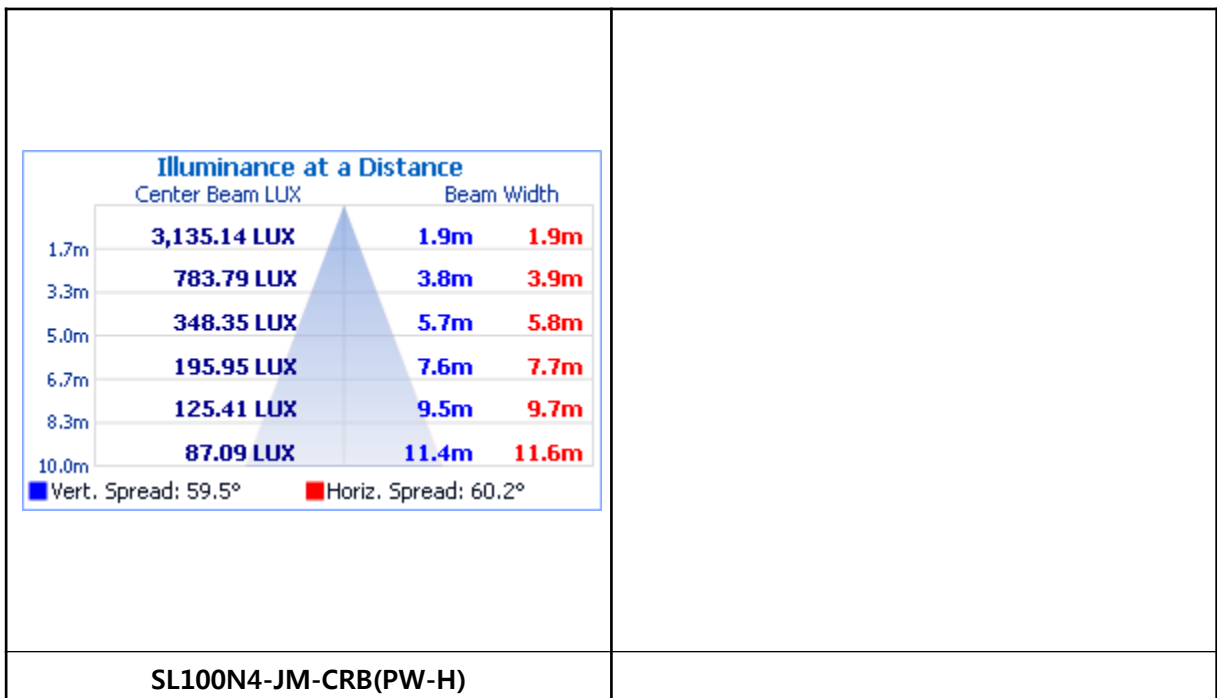 Illuminance at a Distance
Center Beam LUX Beam Width
1.7m 3,135.14 LUX 1.9m 1.9m
3.3m 783.79 LUX 3.8m 3.9m
5.0m 348.35 LUX 5.7m 5.8m
6.7m 195.95 LUX 7.6m 7.7m
8.3m 125.41 LUX 9.5m 9.7m
10.0m 87.09 LUX 11.4m 11.6m
Vert. Spread: 59.5° Horiz. Spread: 60.2°
SL100N4-JM-CRB(PW-H)